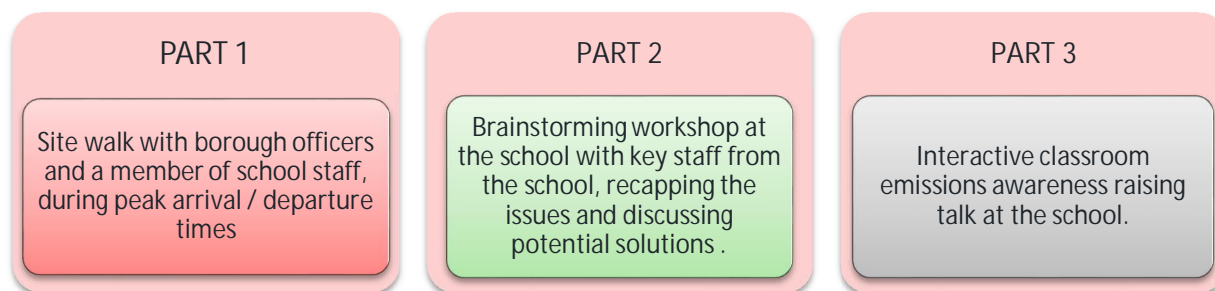 PART 1
Site walk with borough officers
and a member of school staff,
during peak arrival / departure
times
PART 2
Brainstorming workshop at
the school with key staff from
the school, recapping the
issues and discussing
potential solutions .
PART 3
Interactive classroom
emissions awareness raising
talk at the school.